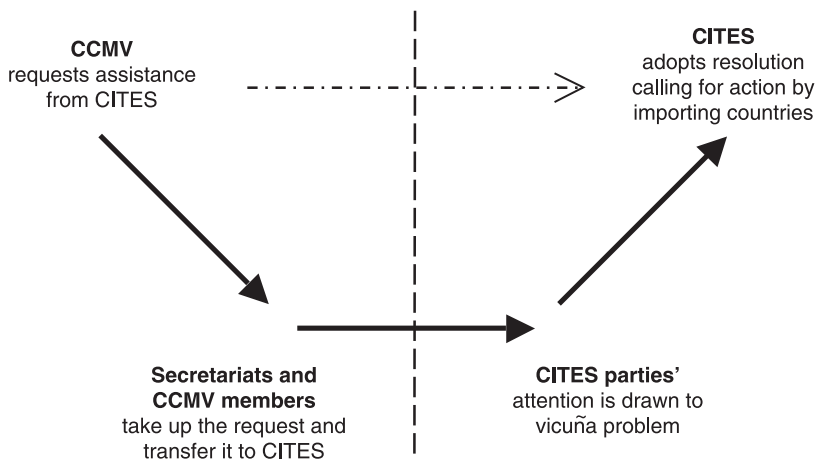 CCMV
requests assistance
from CITES
CITES
adopts resolution
calling for action by
importing countries
Secretariats and
CCMV members
take up the request and
transfer it to CITES
CITES parties'
attention is drawn to
vicuña problem